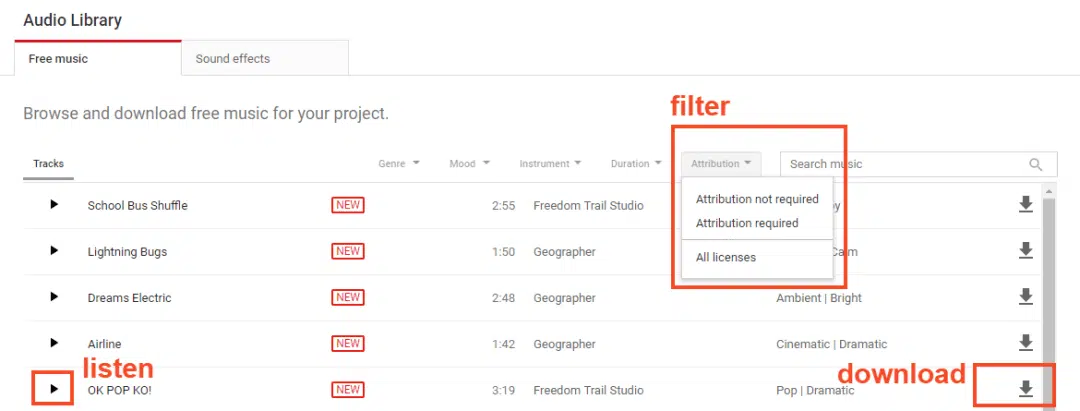 Audio Library
Free music
Sound effects
Browse and download free music for your project.
filter
Tracks
Genre
Mood
Instrument
Duration
Attribution
Search music
Attribution not required
Attribution required
All licenses
School Bus Shuffle NEW 2:55 Freedom Trail Studio
Lightning Bugs NEW 1:50 Geographer
Dreams Electric NEW 2:48 Geographer Ambient | Bright
Airline NEW 1:42 Geographer Cinematic | Dramatic
listen
download
OK POP KO! NEW 3:19 Freedom Trail Studio Pop | Dramatic